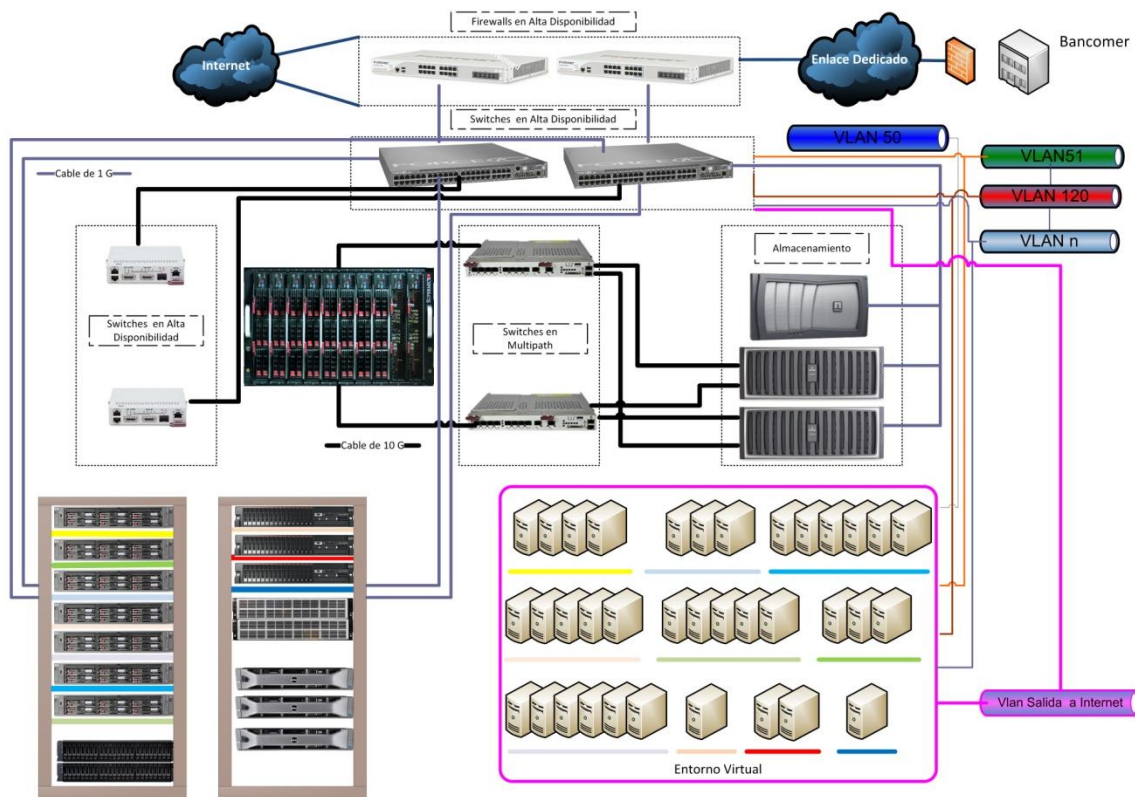 Firewalls en Alta Disponibilidad
Internet
Enlace Dedicado
Bancomer
Switches en Alta Disponibilidad
VLAN 50
VLAN51
Cable de 1 G
VLAN 120
VLAN n
Almacenamiento
Switches en Alta
Disponibilidad
Switches en
Multipath
Cable de 10 G
Vlan Salida a Internet
Entorno Virtual